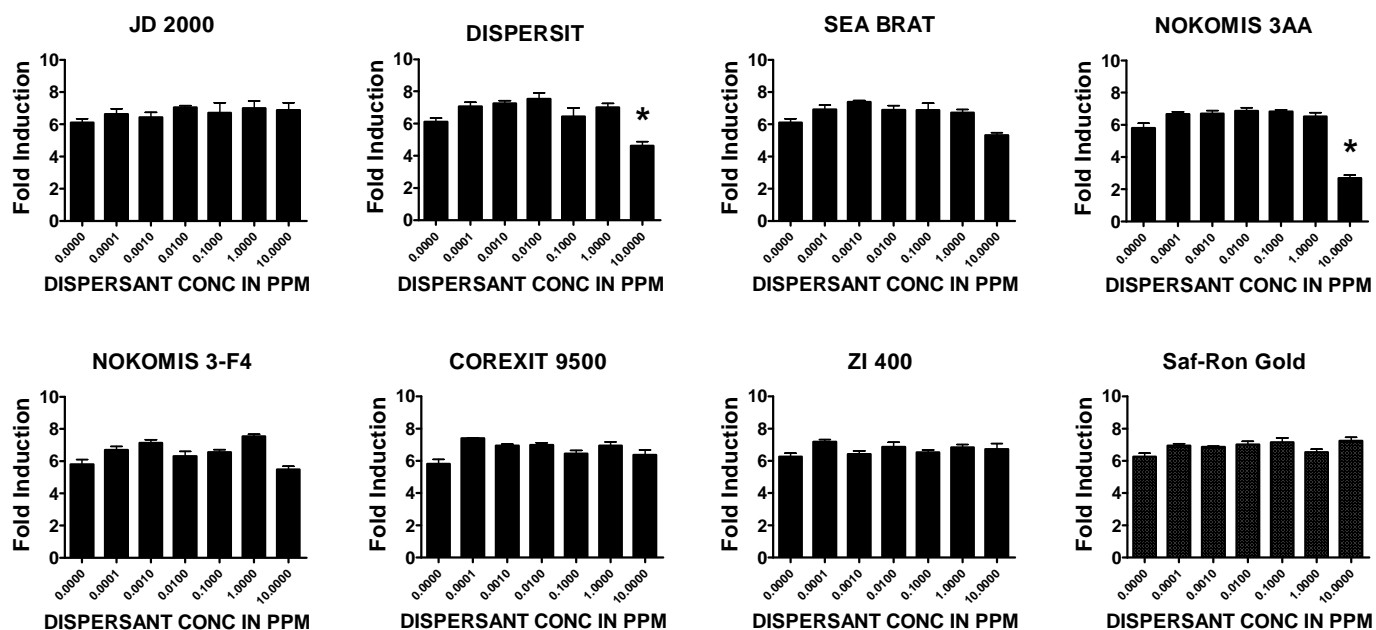 JD 2000
10
8
6
4
2
0
Fold Induction
*
0.0000 0.0001 0.0010 0.0100 0.1000 1.0000 10.0000
DISPERSANT CONC IN PPM
DISPERSIT
10
8
6
4
2
0
Fold Induction
0.0000 0.0001 0.0010 0.0100 0.1000 1.0000 10.0000
DISPERSANT CONC IN PPM
SEA BRAT
10
8
6
4
2
0
Fold Induction
0.0000 0.0001 0.0010 0.0100 0.1000 1.0000 10.0000
DISPERSANT CONC IN PPM
NOKOMIS 3AA
10
8
6
4
2
0
Fold Induction
*
0.0000 0.0001 0.0010 0.0100 0.1000 1.0000 10.0000
DISPERSANT CONC IN PPM
NOKOMIS 3-F4
10
8
6
4
2
0
Fold Induction
0.0000 0.0001 0.0010 0.0100 0.1000 1.0000 10.0000
DISPERSANT CONC IN PPM
COREXIT 9500
10
8
6
4
2
0
Fold Induction
0.0000 0.0001 0.0010 0.0100 0.1000 1.0000 10.0000
DISPERSANT CONC IN PPM
ZI 400
10
8
6
4
2
0
Fold Induction
0.0000 0.0001 0.0010 0.0100 0.1000 1.0000 10.0000
DISPERSANT CONC IN PPM
Saf-Ron Gold
10
8
6
4
2
0
Fold Induction
0.0000 0.0001 0.0010 0.0100 0.1000 1.0000 10.0000
DISPERSANT CONC IN PPM